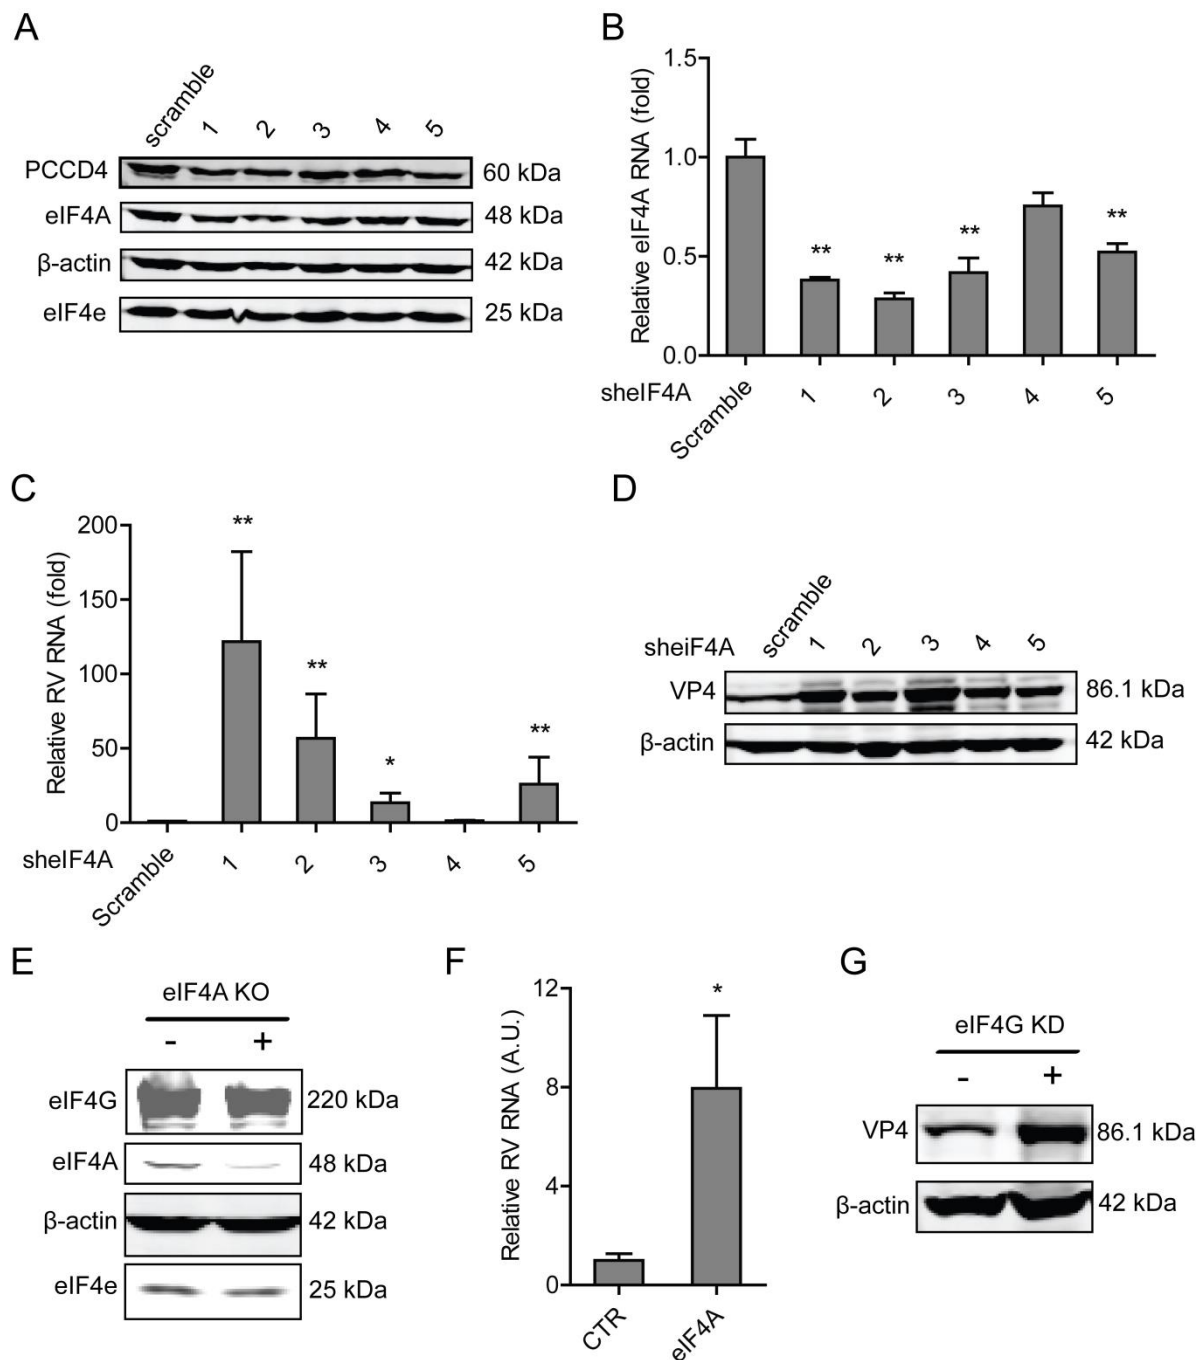 A
scramble 1 2 3 4 5
PCCD4 60 kDa
eIF4A 48 kDa
β-actin 42 kDa
eIF4e 25 kDa
B
Relative eIF4A RNA (fold)
1.5
1.0
0.5
0.0
** ** ** **
sheIF4A Scramble 1 2 3 4 5
C
Relative RV RNA (fold)
200
150
100
50
0
** ** * **
sheIF4A Scramble 1 2 3 4 5
D
sheiF4A scramble 1 2 3 4 5
VP4 86.1 kDa
β-actin 42 kDa
E
eIF4A KO
- +
eIF4G 220 kDa
eIF4A 48 kDa
β-actin 42 kDa
eIF4e 25 kDa
F
Relative RV RNA (A.U.)
12
8
4
0
*
CTR eIF4A
G
eIF4G KD
- +
VP4 86.1 kDa
β-actin 42 kDa